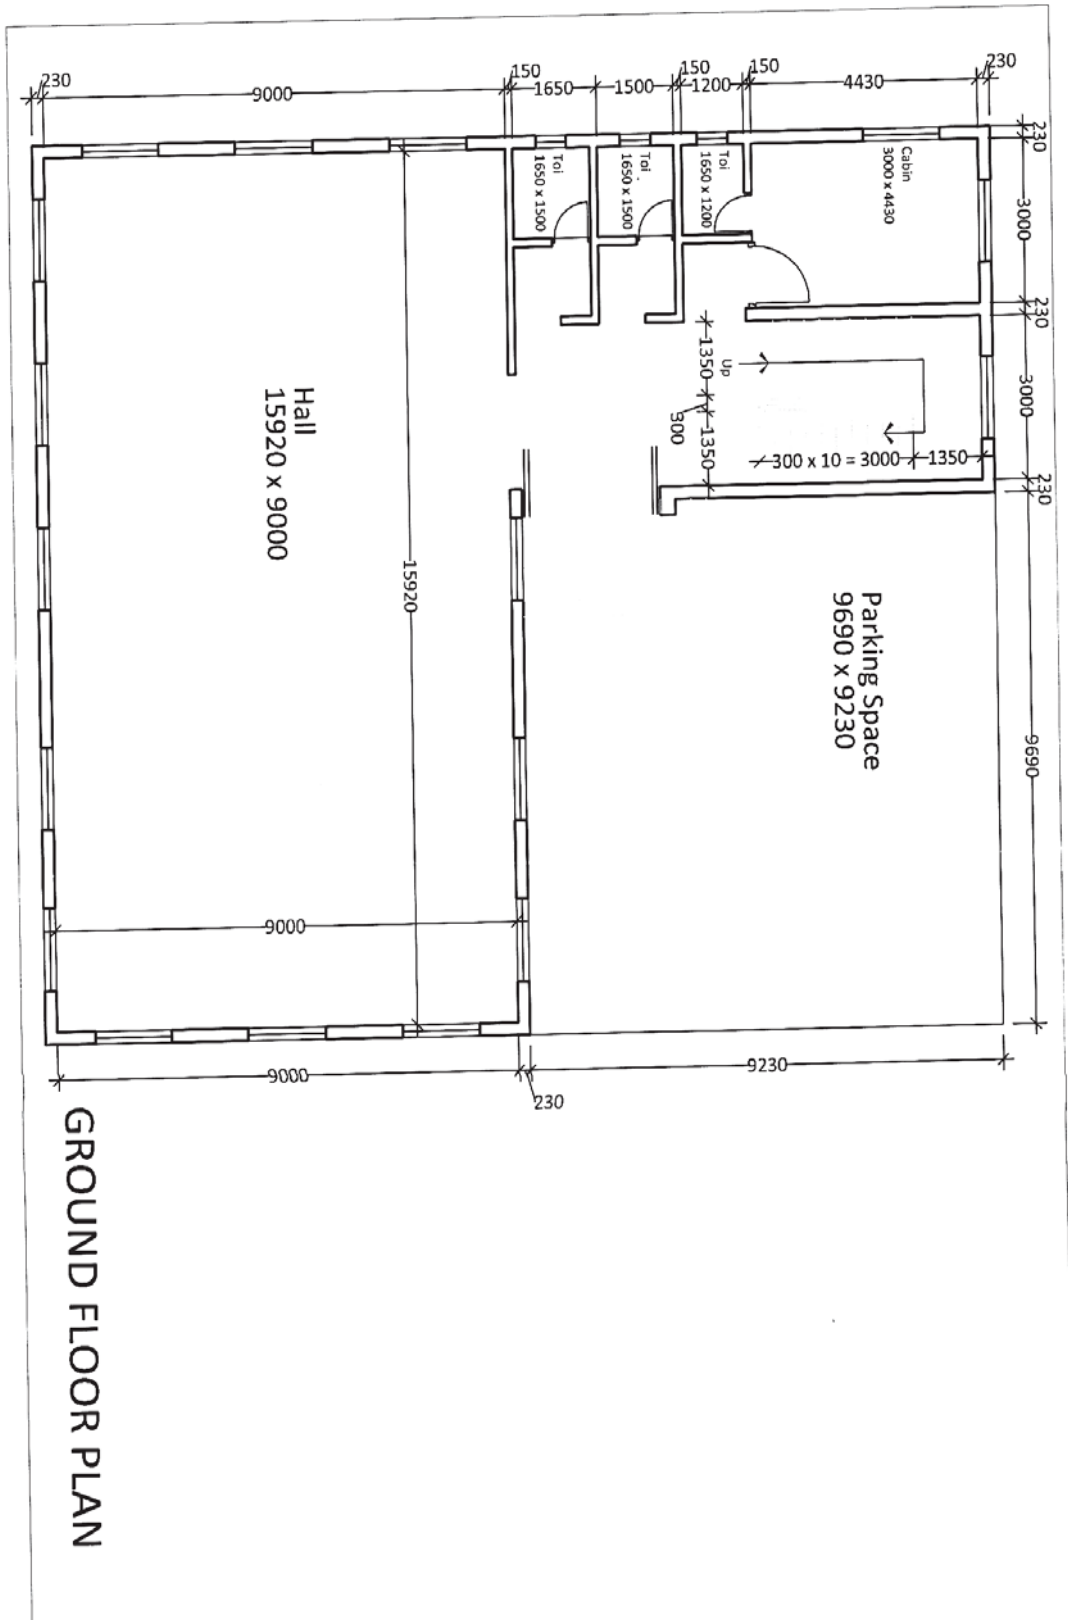 230
9000
150
1650
1500
150
1200
150
4430
230
230
3000
230
3000
230
9690
Cabin
3000 x 4430
Toi
1650 x 1200
Toi
1650 x 1500
Toi
1650 x 1500
1350
Up
300
1350
300 x 10 = 3000
1350
Hall
15920 x 9000
15920
Parking Space
9690 x 9230
9000
9000
230
9230
GROUND FLOOR PLAN